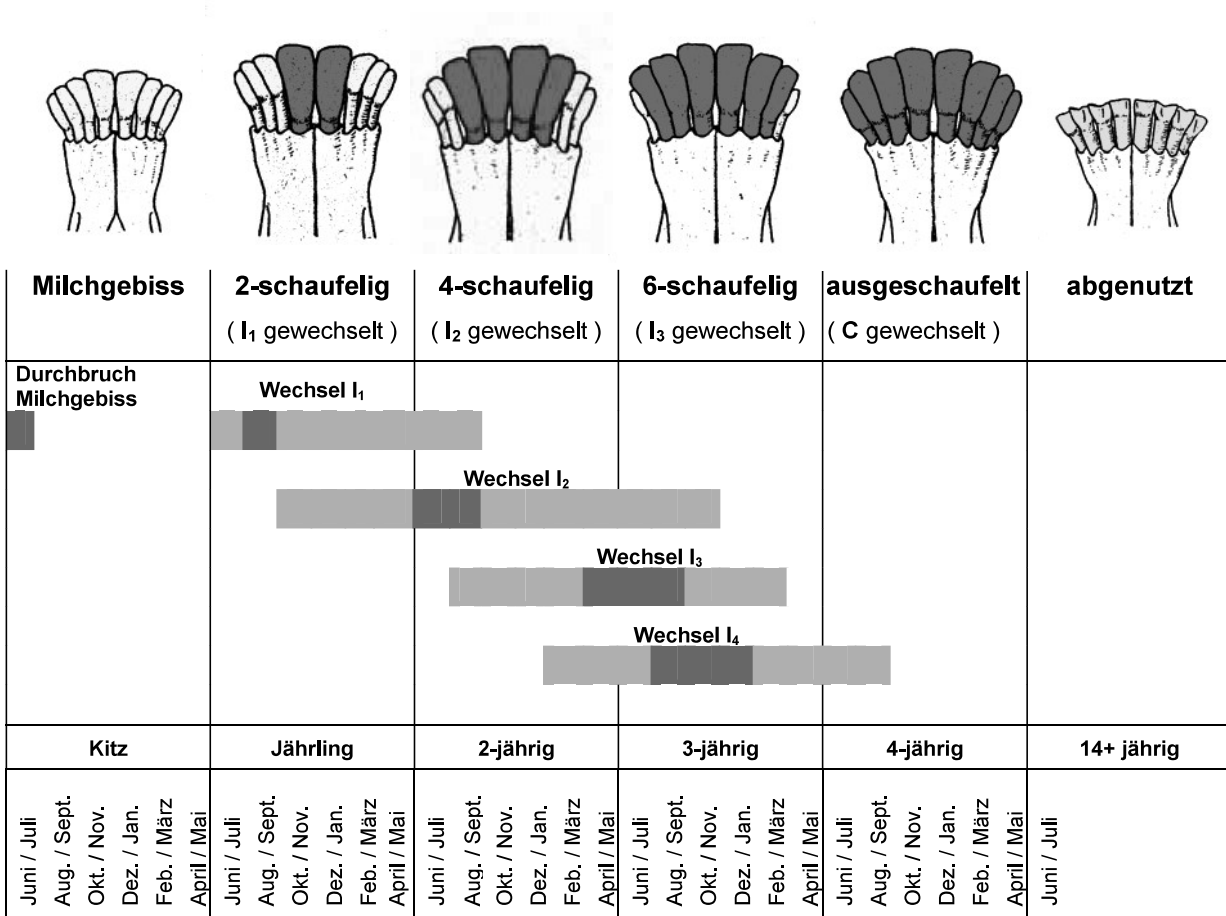 Milchgebiss 2-schaufelig 4-schaufelig 6-schaufelig ausgeschaufelt abgenutzt
( I₁ gewechselt ) ( I₂ gewechselt ) ( I₃ gewechselt ) ( C gewechselt )
Durchbruch
Milchgebiss
Wechsel I₁
Wechsel I₂
Wechsel I₃
Wechsel I₄
Kitz Jährling 2-jährig 3-jährig 4-jährig 14+ jährig
Juni / Juli
Aug. / Sept.
Okt. / Nov.
Dez. / Jan.
Feb. / März
April / Mai
Juni / Juli
Aug. / Sept.
Okt. / Nov.
Dez. / Jan.
Feb. / März
April / Mai
Juni / Juli
Aug. / Sept.
Okt. / Nov.
Dez. / Jan.
Feb. / März
April / Mai
Juni / Juli
Aug. / Sept.
Okt. / Nov.
Dez. / Jan.
Feb. / März
April / Mai
Juni / Juli
Aug. / Sept.
Okt. / Nov.
Dez. / Jan.
Feb. / März
April / Mai
Juni / Juli